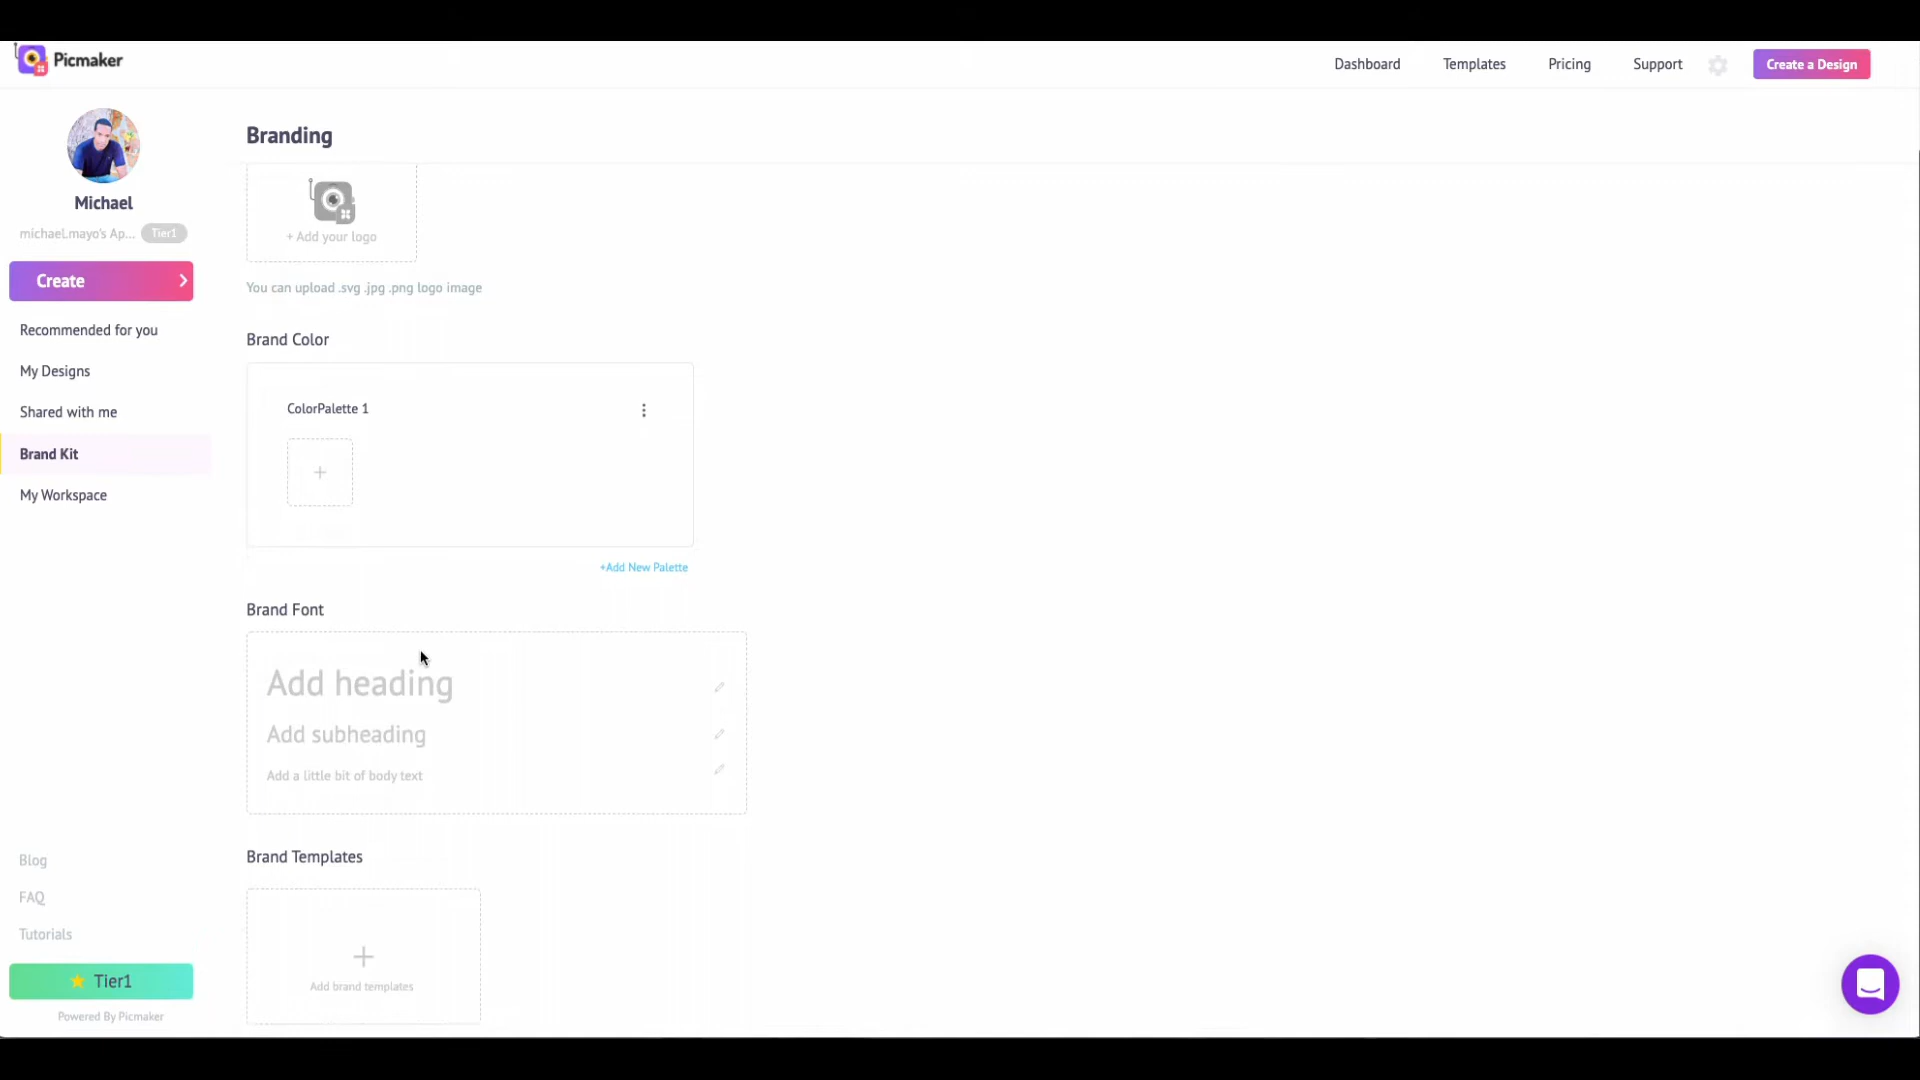 Picmaker
Dashboard
Templates
Pricing
Support
Create a Design
Michael
michael.mayo's Ap...
Tier1
Create
Recommended for you
My Designs
Shared with me
Brand Kit
My Workspace
Blog
FAQ
Tutorials
Tier1
Powered By Picmaker
Branding
+ Add your logo
You can upload .svg .jpg .png logo image
Brand Color
ColorPalette 1
+
+Add New Palette
Brand Font
Add heading
Add subheading
Add a little bit of body text
Brand Templates
+
Add brand templates